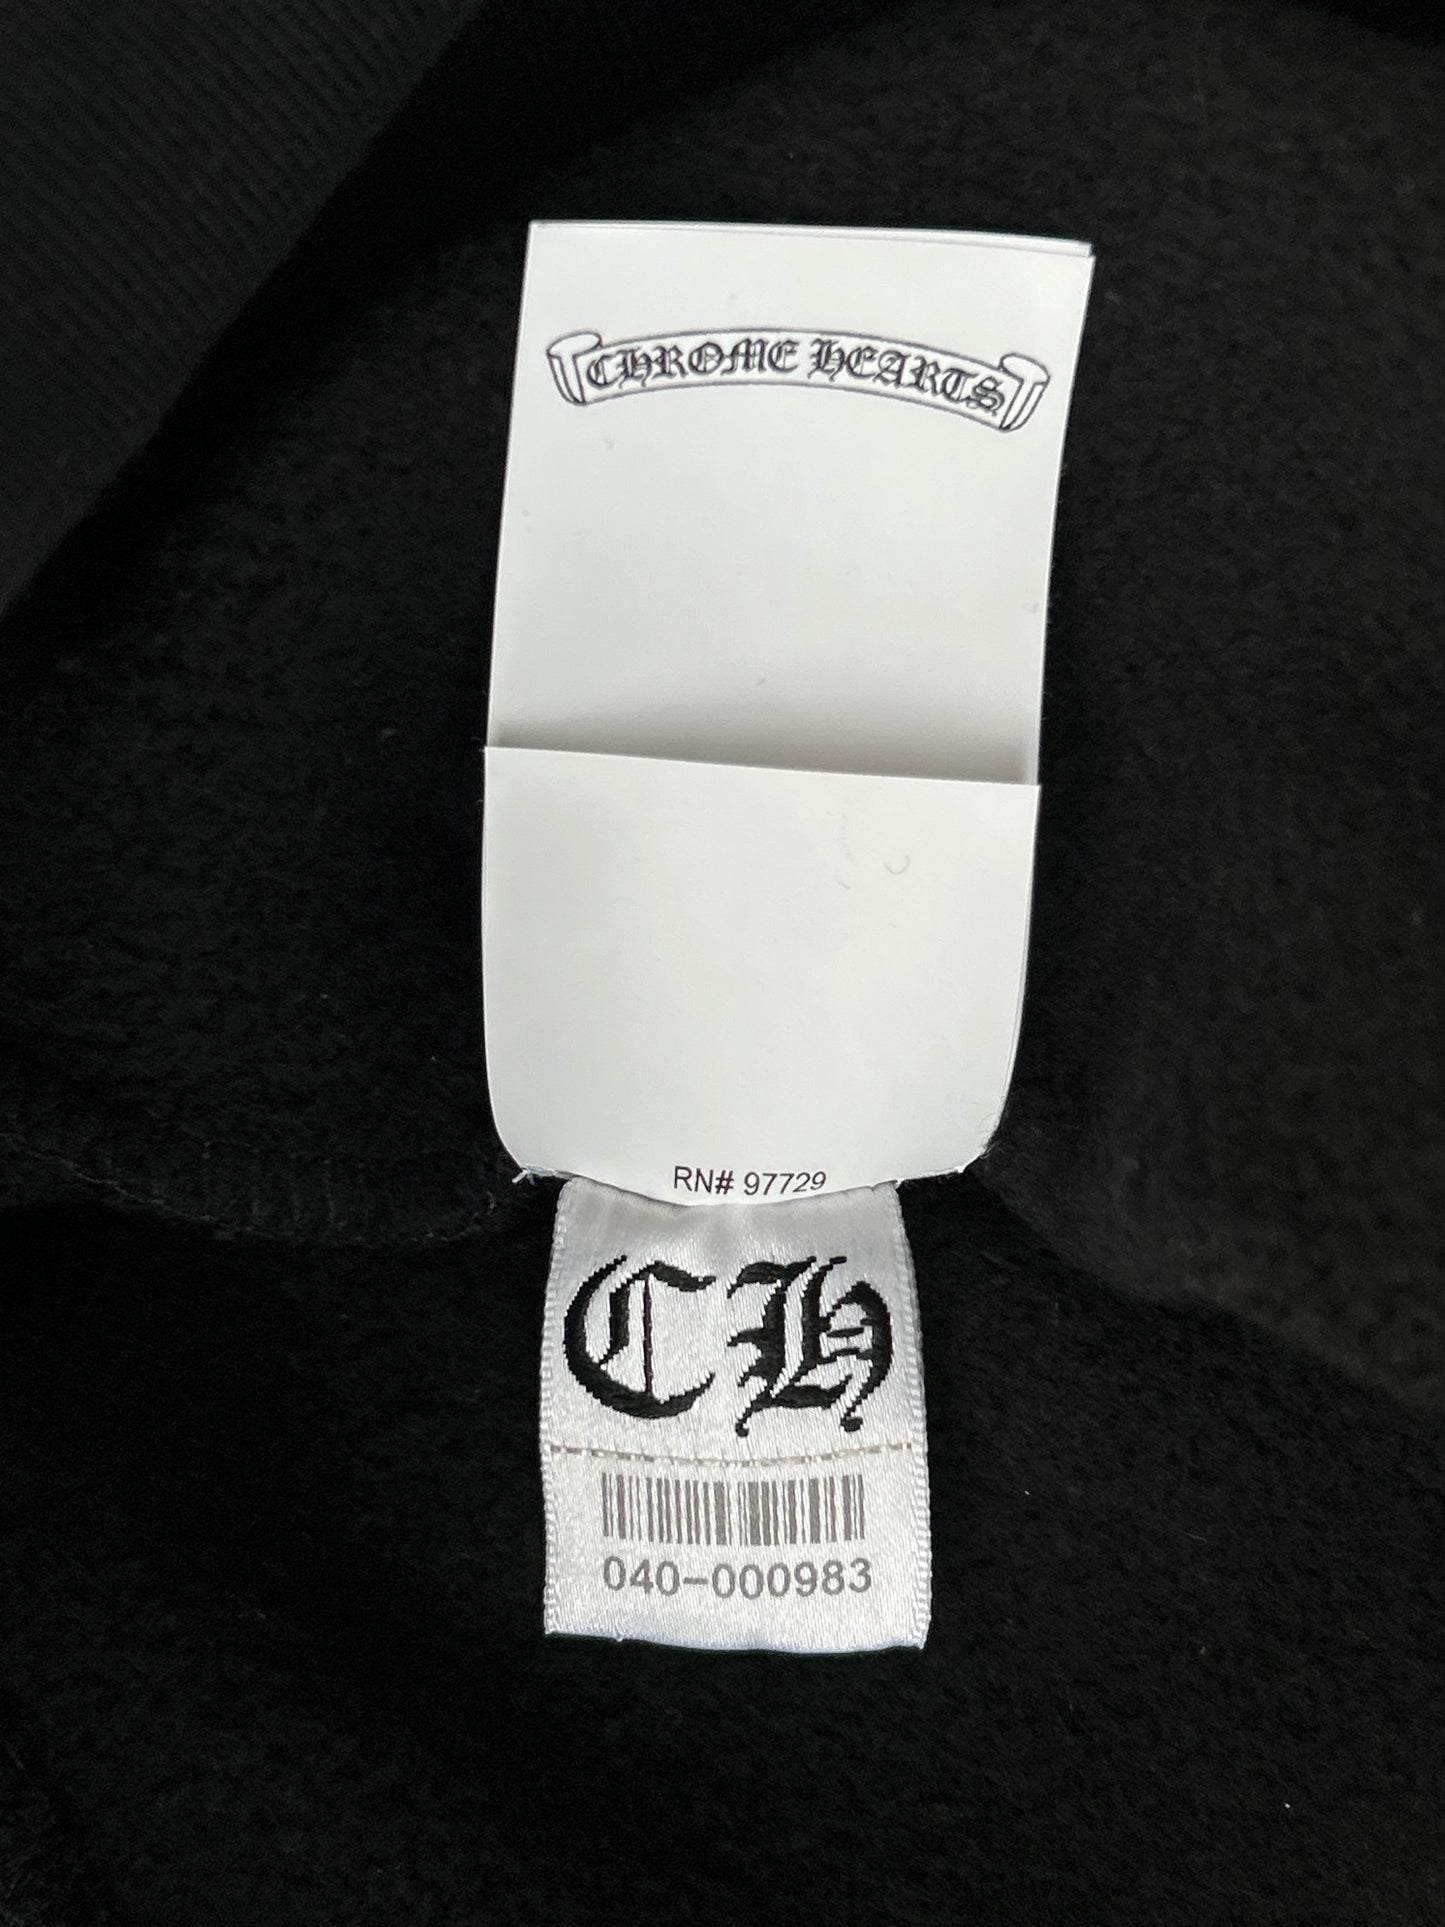 CHROME HEARTS
RN# 97729
CH
040-000983